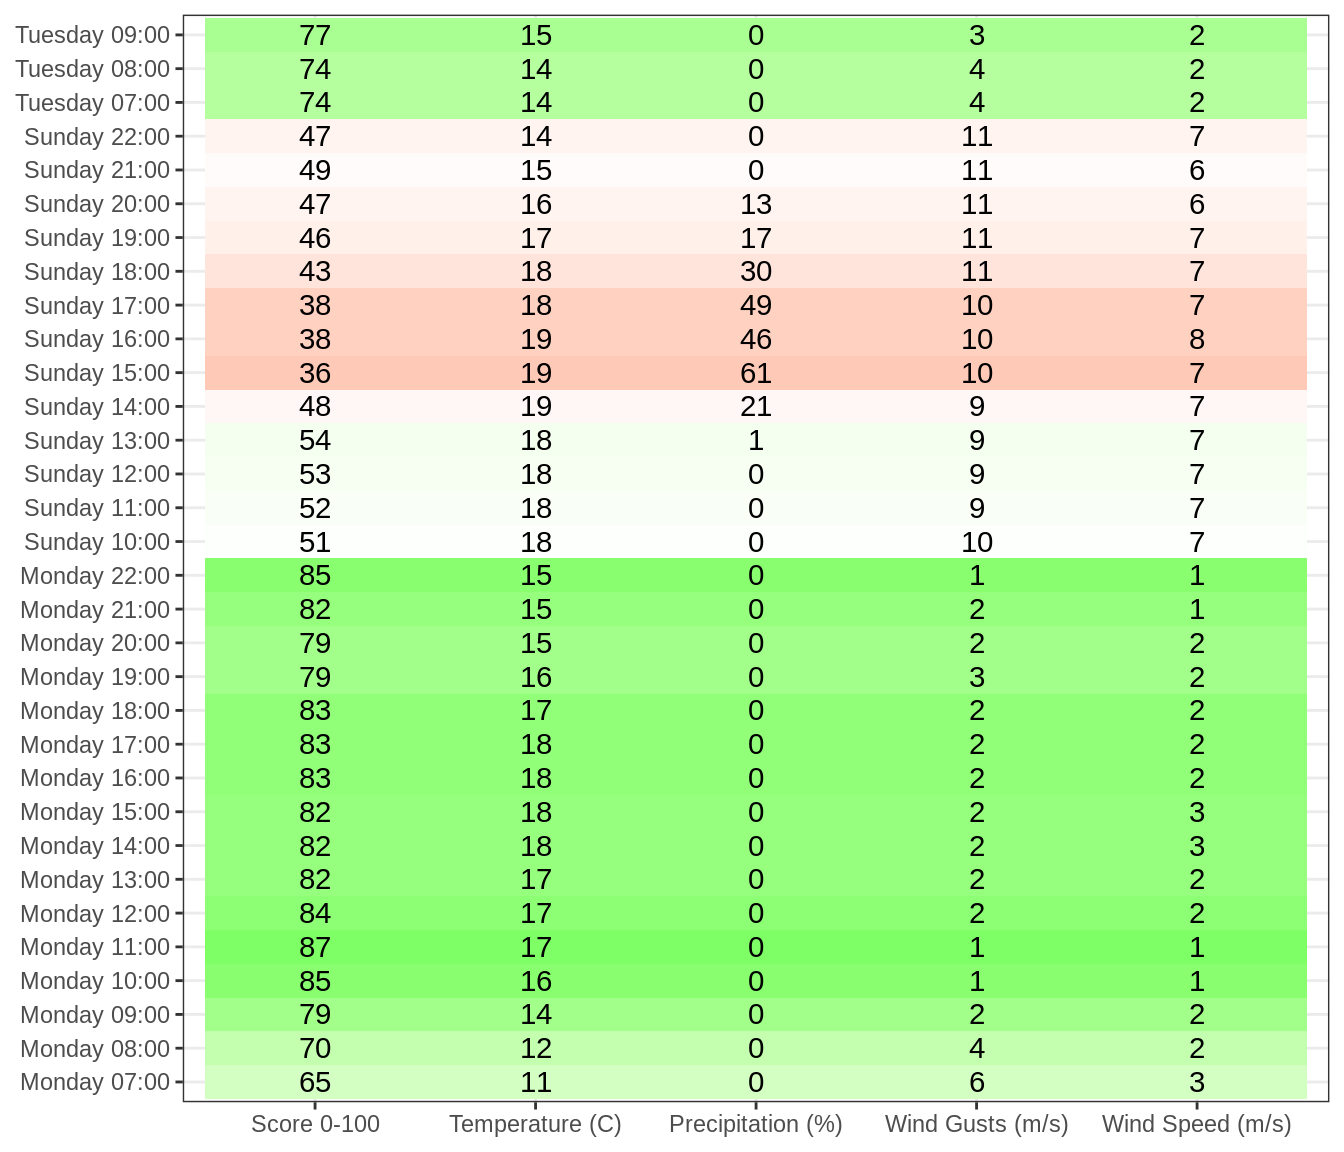 Tuesday 09:00 77 15 0 3 2
Tuesday 08:00 74 14 0 4 2
Tuesday 07:00 74 14 0 4 2
Sunday 22:00 47 14 0 11 7
Sunday 21:00 49 15 0 11 6
Sunday 20:00 47 16 13 11 6
Sunday 19:00 46 17 17 11 7
Sunday 18:00 43 18 30 11 7
Sunday 17:00 38 18 49 10 7
Sunday 16:00 38 19 46 10 8
Sunday 15:00 36 19 61 10 7
Sunday 14:00 48 19 21 9 7
Sunday 13:00 54 18 1 9 7
Sunday 12:00 53 18 0 9 7
Sunday 11:00 52 18 0 9 7
Sunday 10:00 51 18 0 10 7
Monday 22:00 85 15 0 1 1
Monday 21:00 82 15 0 2 1
Monday 20:00 79 15 0 2 2
Monday 19:00 79 16 0 3 2
Monday 18:00 83 17 0 2 2
Monday 17:00 83 18 0 2 2
Monday 16:00 83 18 0 2 2
Monday 15:00 82 18 0 2 3
Monday 14:00 82 18 0 2 3
Monday 13:00 82 17 0 2 2
Monday 12:00 84 17 0 2 2
Monday 11:00 87 17 0 1 1
Monday 10:00 85 16 0 1 1
Monday 09:00 79 14 0 2 2
Monday 08:00 70 12 0 4 2
Monday 07:00 65 11 0 6 3
Score 0-100 Temperature (C) Precipitation (%) Wind Gusts (m/s) Wind Speed (m/s)